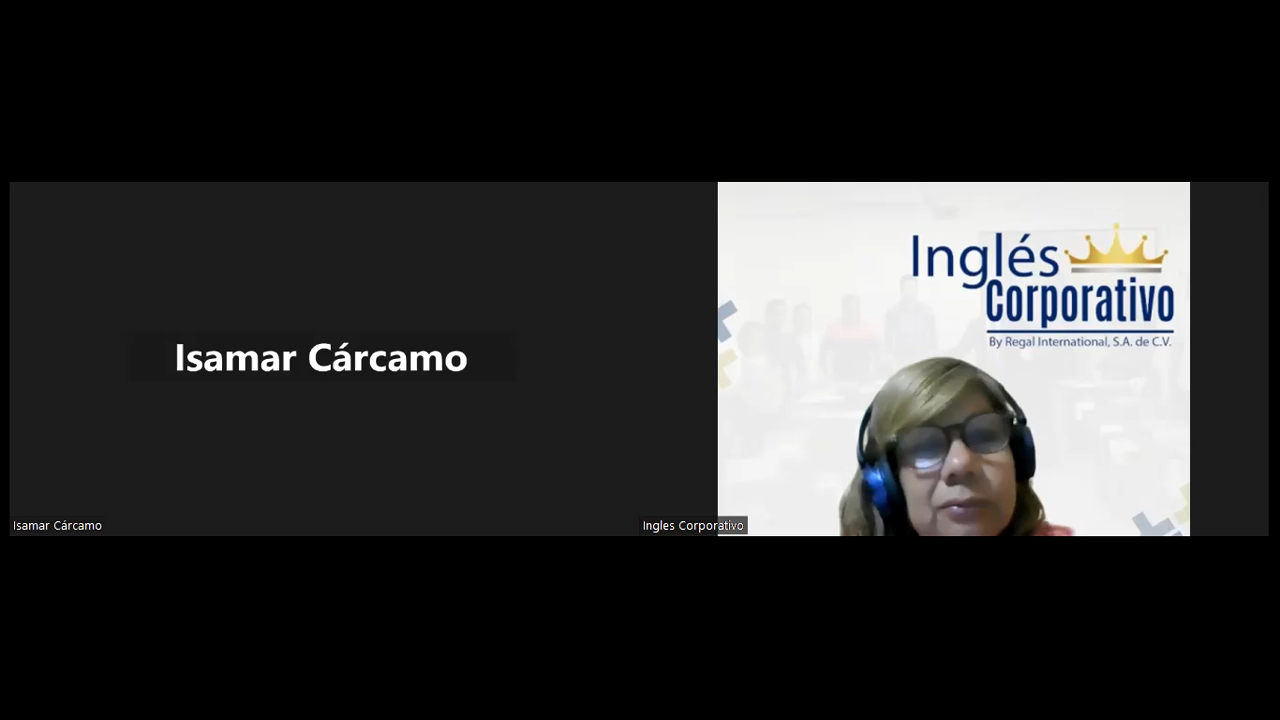 Isamar Cárcamo
Isamar Cárcamo
Inglés
Corporativo
By Regal International, S.A. de C.V.
Ingles Corporativo